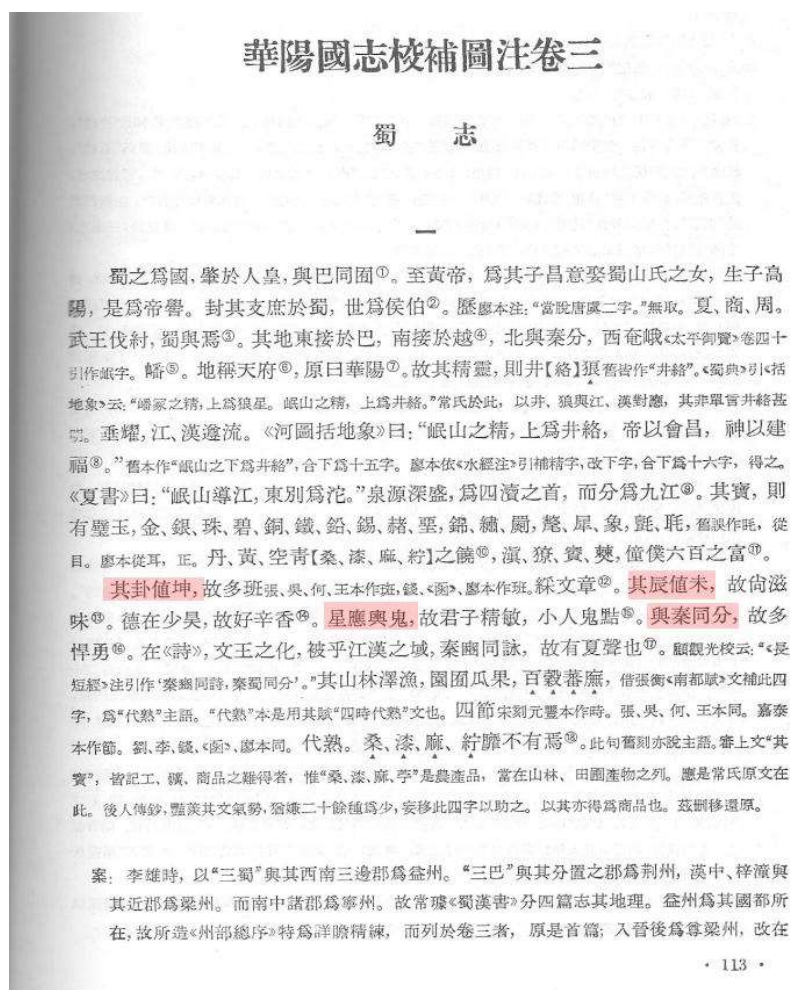 華陽國志校補圖注卷三
蜀 志
一
蜀之爲國,肇於人皇,與巴同囿①。至黃帝,爲其子昌意娶蜀山氏之女,生子高
陽,是爲帝嚳。封其支庶於蜀,世爲侯伯②。歷廖本注:“當脫唐虞二字。”無取。夏、商、周。
武王伐紂,蜀與焉③。其地東接於巴,南接於越④,北與秦分,西奄峨《太平御覽》卷四十
引作岷字。嶓⑤。地稱天府⑥,原曰華陽⑦。故其精靈,則井【絡】狼舊皆作“井絡”。《蜀典》引《括
地象》云:“嶓冢之精,上爲狼星。岷山之精,上爲井絡。”常氏於此,以井、狼與江、漢對應,其非單言井絡甚
明。垂耀,江、漢遵流。《河圖括地象》曰:“岷山之精,上爲井絡,帝以會昌,神以建
福⑧。”舊本作“岷山之下爲井絡”,合下爲十五字。廖本依《水經注》引補精字,改下字,合下爲十六字,得之。
《夏書》曰:“岷山導江,東別爲沱。”泉源深盛,爲四瀆之首,而分爲九江⑨。其寶,則
有璧玉,金、銀、珠、碧、銅、鐵、鉛、錫、赭、堊,錦、繡、罽、氂、犀、象,氈、毦,舊誤作眊,從
目。廖本從耳,正。丹、黃、空青【桑、漆、麻、紵】之饒⑩,滇、獠、賨、僰,僮僕六百之富⑪。
其卦値坤,故多班張、吳、何、王本作斑,錢、《函》、廖本作班。綵文章⑫。其辰値未,故尙滋
味⑬。德在少昊,故好辛香⑭。星應輿鬼,故君子精敏,小人鬼黠⑮。與秦同分,故多
悍勇⑯。在《詩》,文王之化,被乎江漢之域,秦豳同詠,故有夏聲也⑰。顧觀光校云:“《長
短經》注引作‘秦豳同詩,秦蜀同分’。”其山林澤漁,園囿瓜果,百穀蕃廡,借張衡《南都賦》文補此四
字,爲“代熟”主語。“代熟”本是用其賦“四時代熟”文也。四節宋刻元豐本作時。張、吳、何、王本同。嘉泰
本作節。劉、李、錢、《函》、廖本同。代熟。桑、漆、麻、紵靡不有焉⑱。此句舊刻亦脫主語。審上文“其
寶”,皆記工、礦、商品之難得者,惟“桑、漆、麻、苧”是農產品,當在山林、田圃產物之列。應是常氏原文在
此。後人傳鈔,豔羨其文氣勢,猶嫌二十餘種爲少,妄移此四字以助之。以其亦得爲商品也。茲删移還原。
案:李雄時,以“三蜀”與其西南三邊郡爲益州。“三巴”與其分置之郡爲荆州,漢中、梓潼與
其近郡爲梁州。而南中諸郡爲寧州。故常璩《蜀漢書》分四篇志其地理。益州爲其國都所
在,故所造《州部總序》特爲詳贍精練,而列於卷三者,原是首篇;入晉後爲尊梁州,改在
· 113 ·